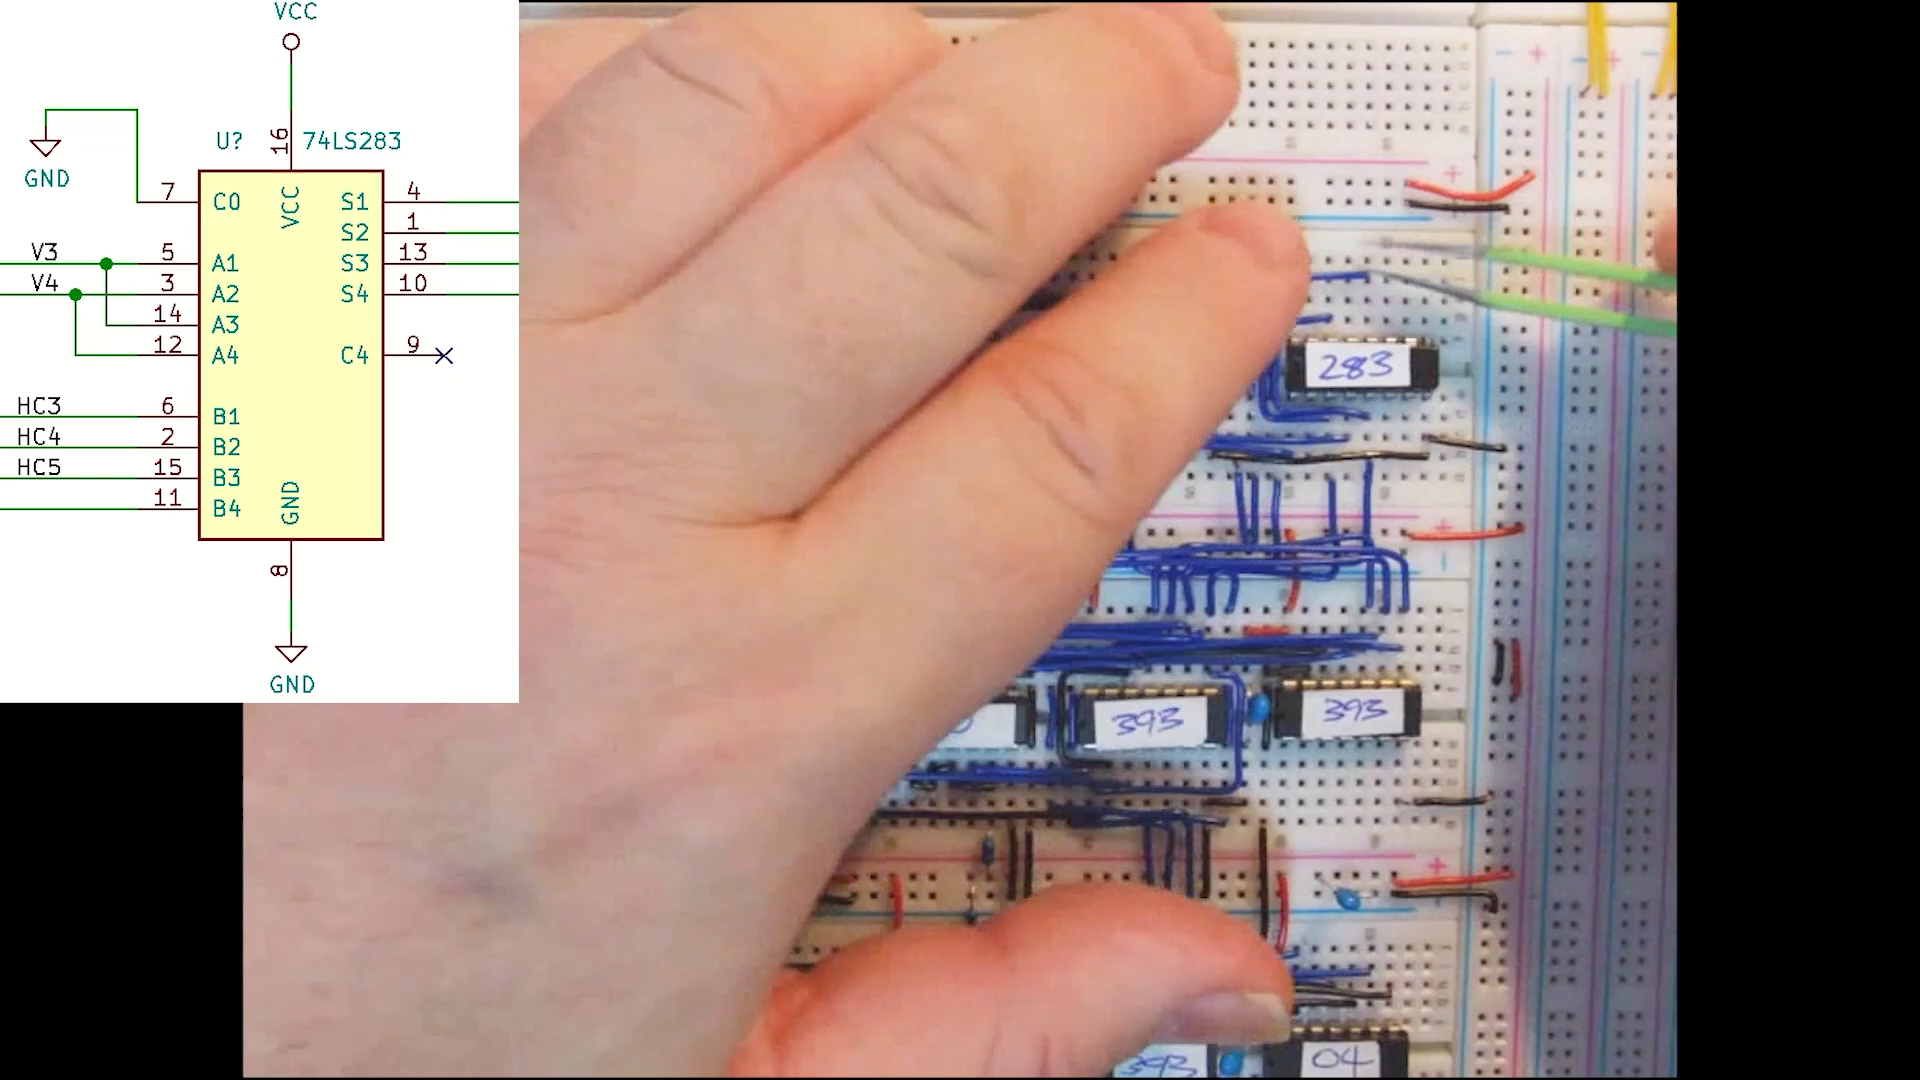 VCC
U? 16 74LS283
GND
7 C0 VCC S1 4
S2 1
V3 5 A1 S3 13
V4 3 A2 S4 10
14 A3
12 A4 C4 9
HC3 6 B1
HC4 2 B2
HC5 15 B3
11 B4 GND
8
GND
283
393
393
393
04